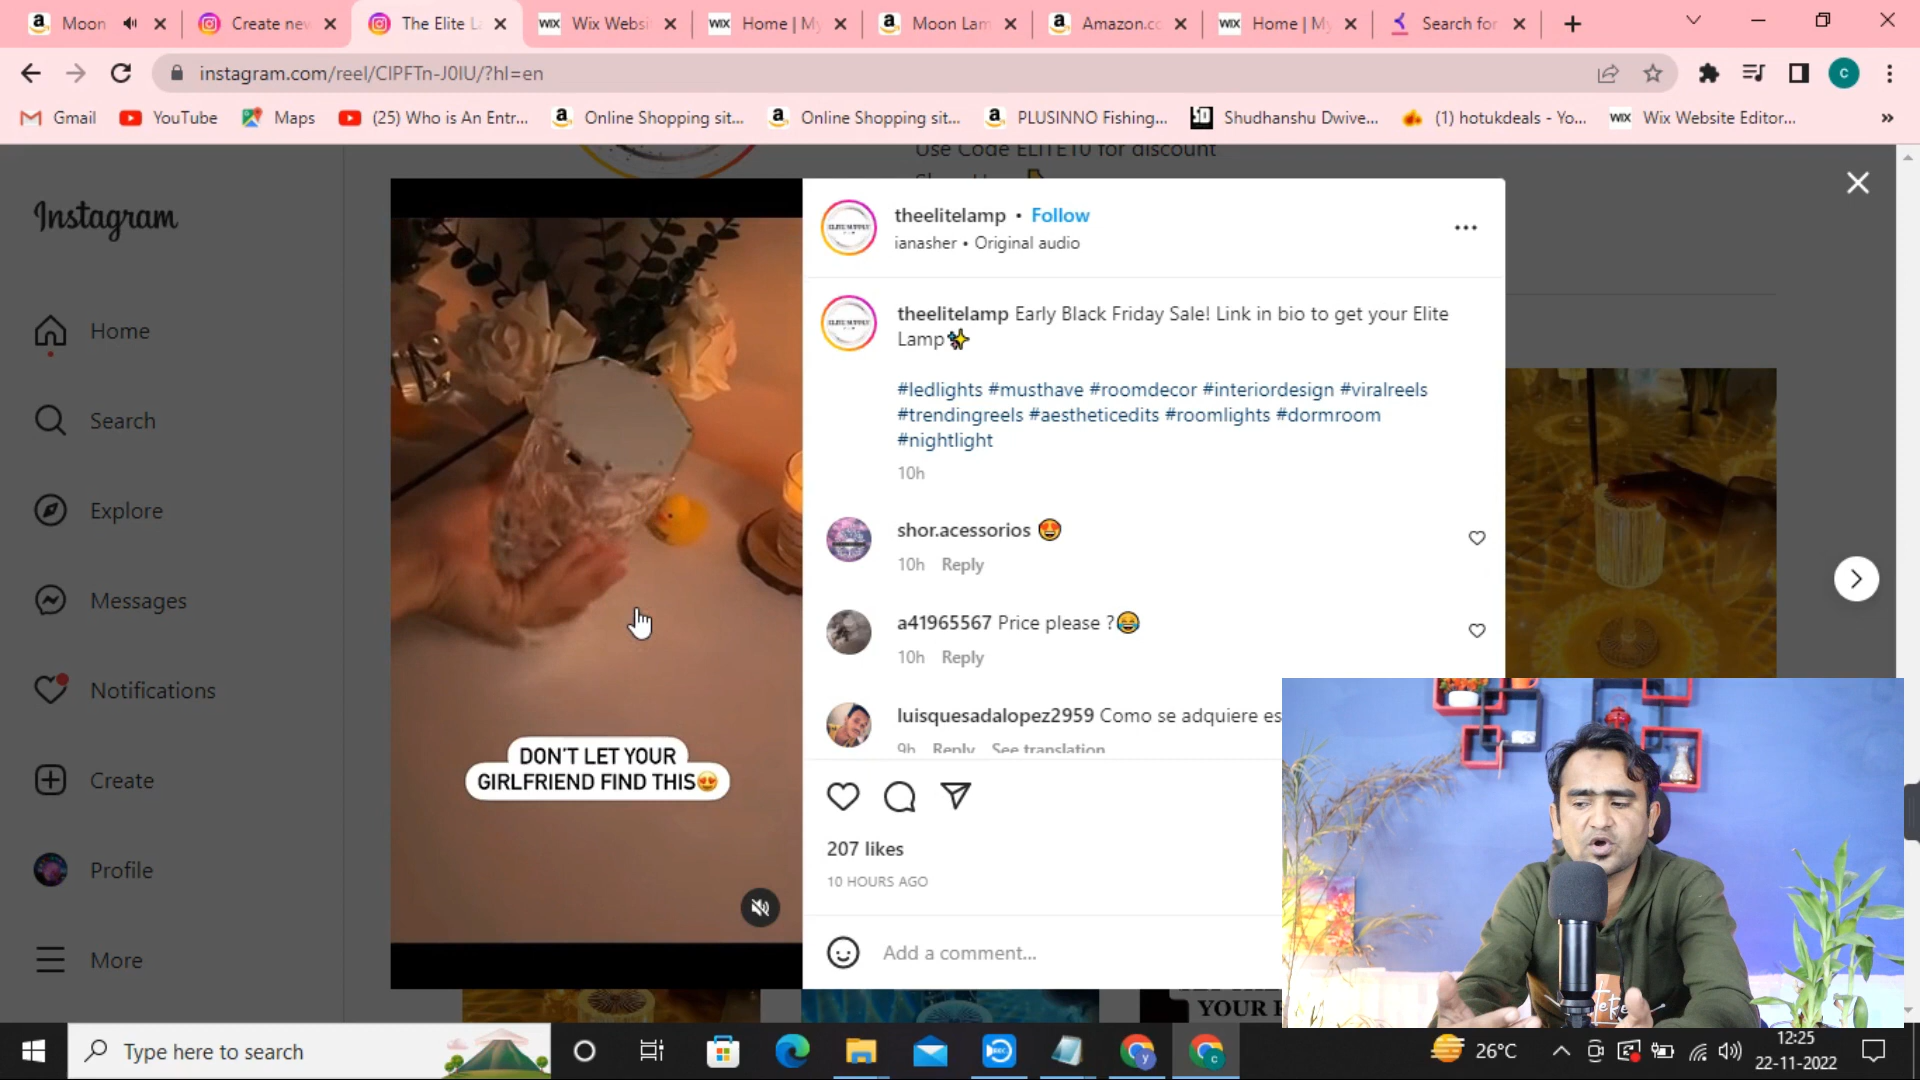 Moon
Create new
The Elite L
Wix Websi
Home | My
Moon Lam
Amazon.co
Home | My
Search for
instagram.com/reel/CIPFTn-J0IU/?hl=en
Gmail
YouTube
Maps
(25) Who is An Entr...
Online Shopping sit...
Online Shopping sit...
PLUSINNO Fishing...
Shudhanshu Dwive...
(1) hotukdeals - Yo...
WIX Wix Website Editor...
Use Code ELITE10 for discount
Instagram
Home
Search
Explore
Messages
Notifications
Create
Profile
More
DON'T LET YOUR
GIRLFRIEND FIND THIS😍
theelitelamp • Follow
ianasher • Original audio
theelitelamp Early Black Friday Sale! Link in bio to get your Elite
Lamp✨
#ledlights #musthave #roomdecor #interiordesign #viralreels
#trendingreels #aestheticedits #roomlights #dormroom
#nightlight
10h
shor.acessorios 😍
10h Reply
a41965567 Price please ?😂
10h Reply
luisquesadalopez2959 Como se adquiere es
9h Reply See translation
207 likes
10 HOURS AGO
Add a comment...
YOUR
Type here to search
26°C
12:25
22-11-2022